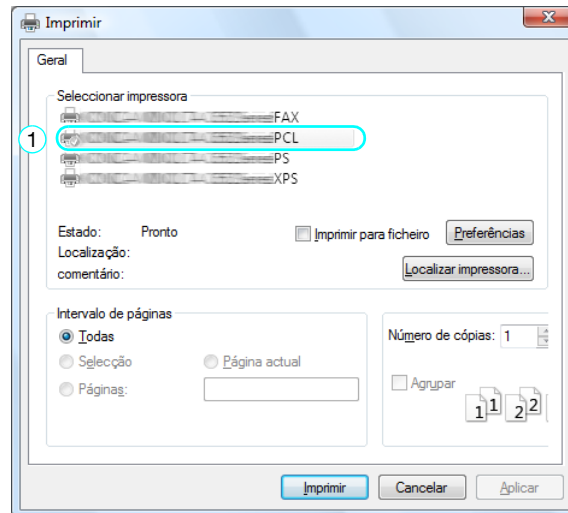 Imprimir
Geral
Seleccionar impressora
FAX
1 PCL
PS
XPS
Estado: Pronto Imprimir para ficheiro Preferências
Localização:
comentário: Localizar impressora...
Intervalo de páginas
Todas Número de cópias: 1
Selecção Página actual
Páginas: Agrupar
1 1 2 2
Imprimir Cancelar Aplicar